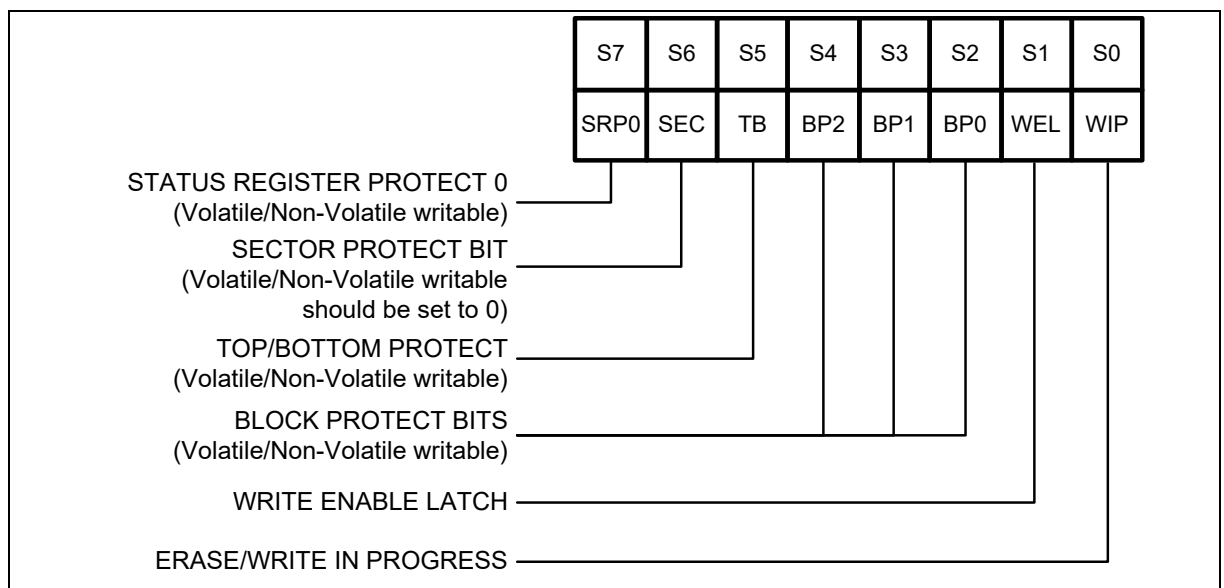 S7 S6 S5 S4 S3 S2 S1 S0
SRP0 SEC TB BP2 BP1 BP0 WEL WIP
STATUS REGISTER PROTECT 0
(Volatile/Non-Volatile writable)
SECTOR PROTECT BIT
(Volatile/Non-Volatile writable
should be set to 0)
TOP/BOTTOM PROTECT
(Volatile/Non-Volatile writable)
BLOCK PROTECT BITS
(Volatile/Non-Volatile writable)
WRITE ENABLE LATCH
ERASE/WRITE IN PROGRESS